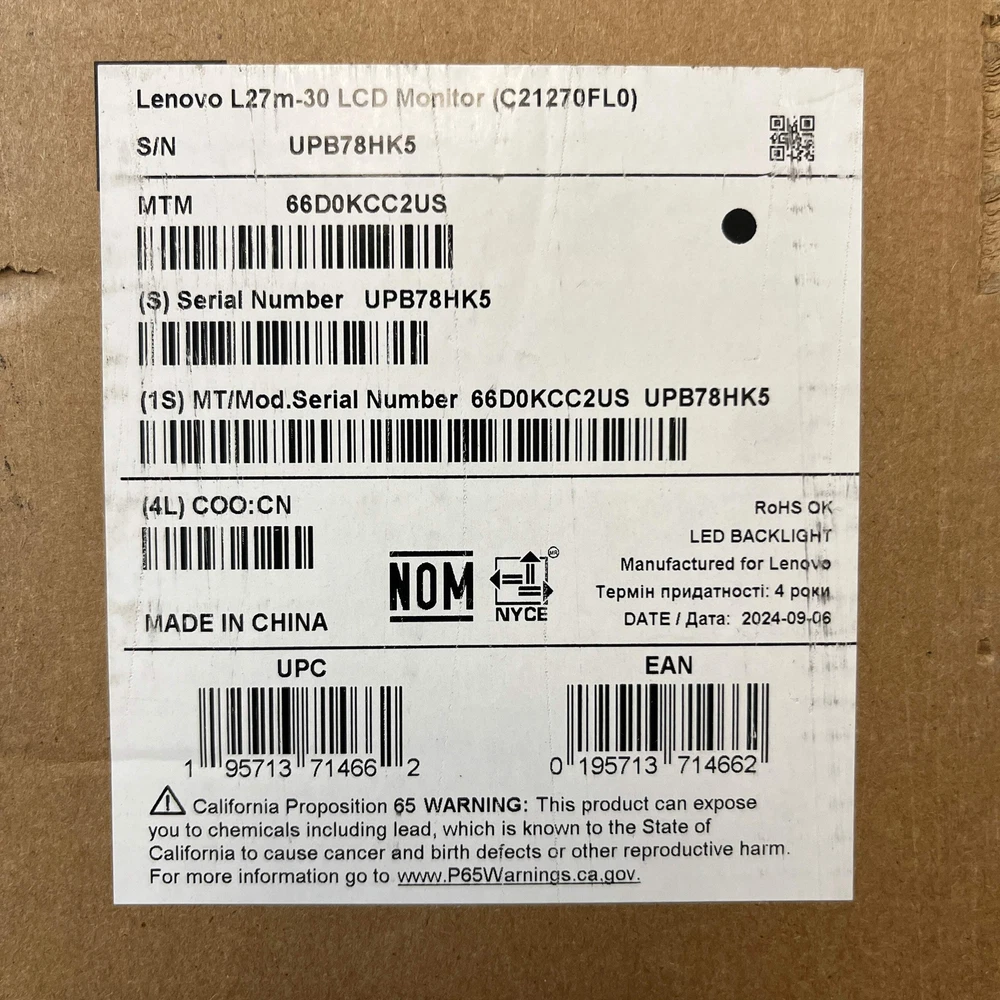 Lenovo L27m-30 LCD Monitor (C21270FL0)
S/N UPB78HK5
MTM 66D0KCC2US
(S) Serial Number UPB78HK5
(1S) MT/Mod.Serial Number 66D0KCC2US UPB78HK5
(4L) COO:CN
RoHS OK
LED BACKLIGHT
Manufactured for Lenovo
Термін придатності: 4 роки
DATE / Дата: 2024-09-06
NOM
NYCE
MR
MADE IN CHINA
UPC
1 95713 71466 2
EAN
0 195713 714662
California Proposition 65 WARNING: This product can expose
you to chemicals including lead, which is known to the State of
California to cause cancer and birth defects or other reproductive harm.
For more information go to www.P65Warnings.ca.gov.